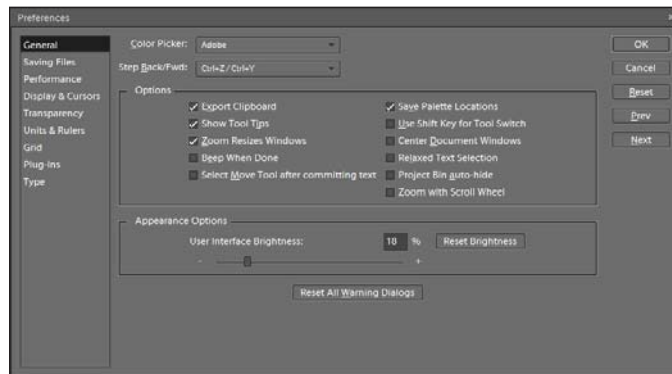 Preferences
General
Saving Files
Performance
Display & Cursors
Transparency
Units & Rulers
Grid
Plug-Ins
Type
Color Picker: Adobe
Step Back/Fwd: Ctrl+Z / Ctrl+Y
Options
Export Clipboard
Show Tool Tips
Zoom Resizes Windows
Beep When Done
Select Move Tool after committing text
Save Palette Locations
Use Shift Key for Tool Switch
Center Document Windows
Relaxed Text Selection
Project Bin auto-hide
Zoom with Scroll Wheel
Appearance Options
User Interface Brightness: 18 % Reset Brightness
- +
Reset All Warning Dialogs
OK
Cancel
Reset
Prev
Next